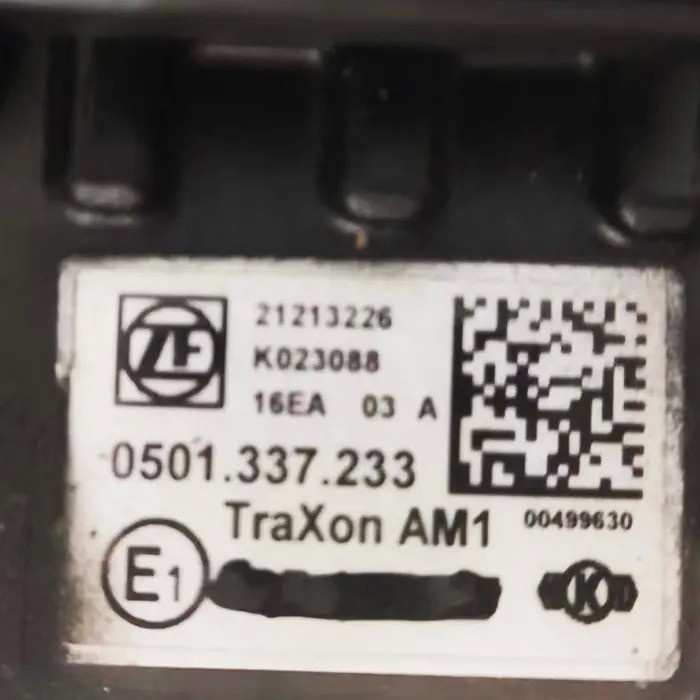 ZF
21213226
K023088
16EA 03 A
0501.337.233
TraXon AM1
00499630
E1
K